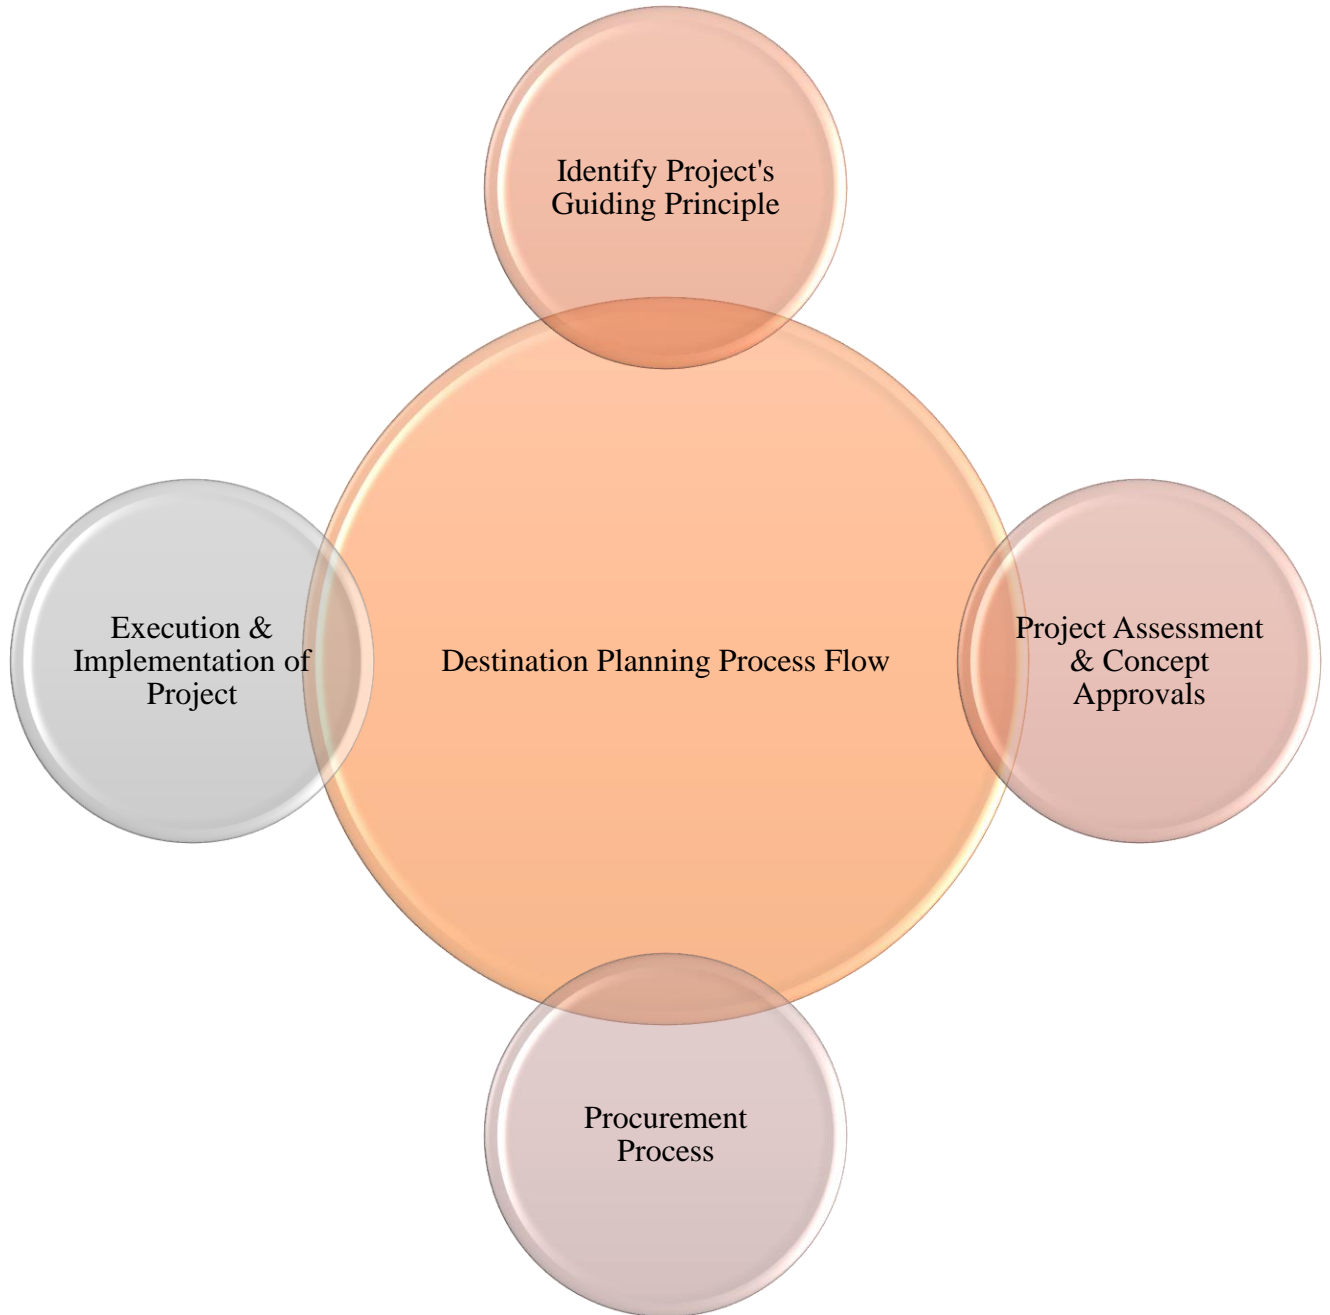 Identify Project's
Guiding Principle
Destination Planning Process Flow
Project Assessment
& Concept
Approvals
Procurement
Process
Execution &
Implementation of
Project